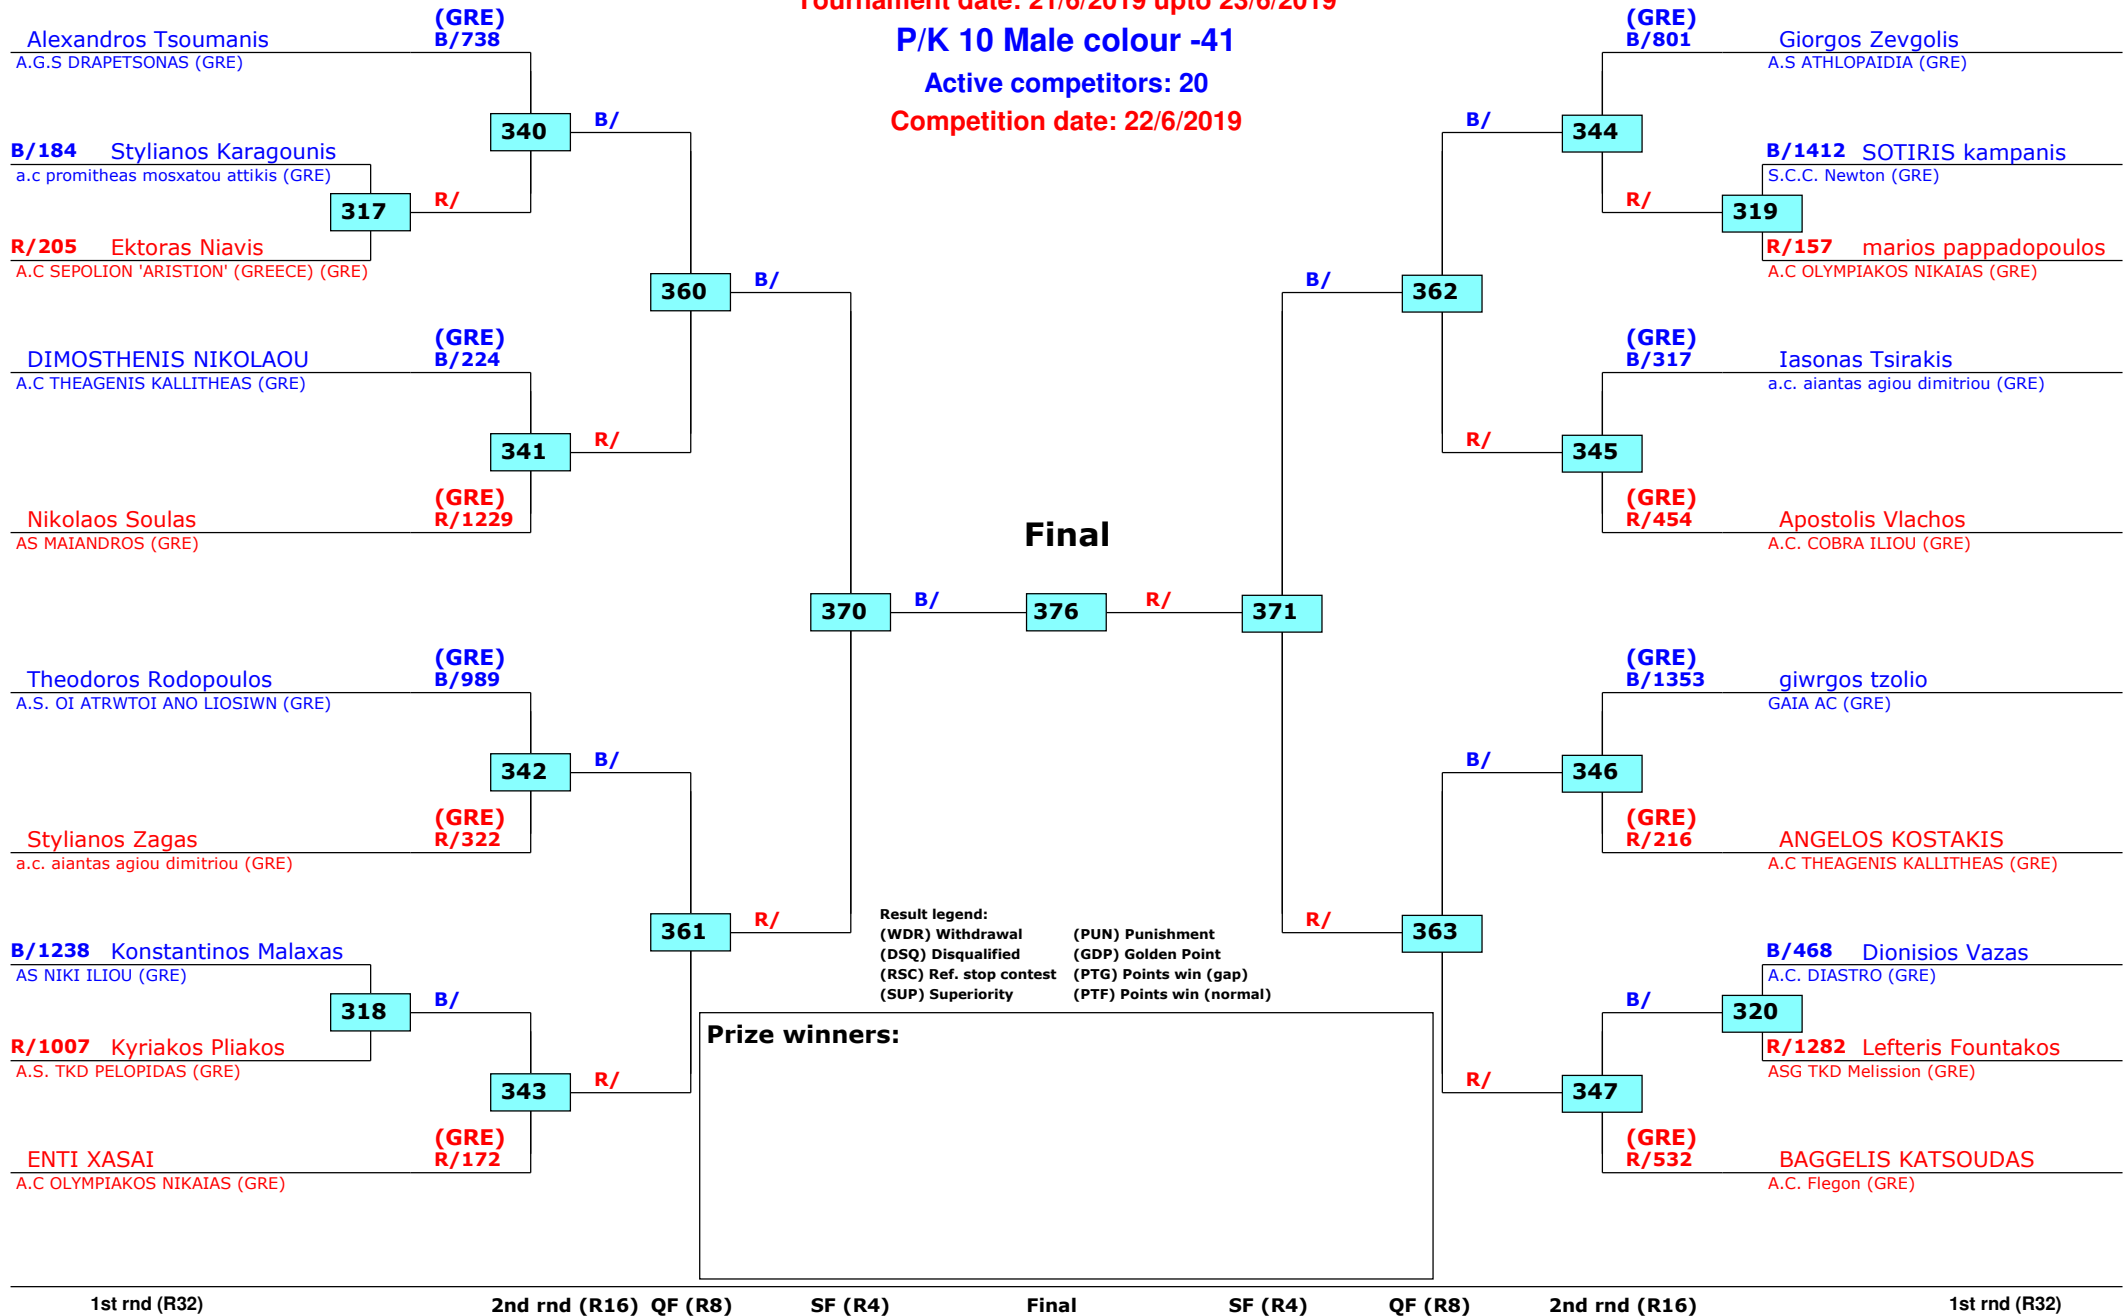 Tournament date: 21/6/2019 upto 23/6/2019
P/K 10 Male colour -41
Active competitors: 20
Competition date: 22/6/2019
(GRE)
Alexandros Tsoumanis B/738
A.G.S DRAPETSONAS (GRE)
340
B/
B/184 Stylianos Karagounis
a.c promitheas mosxatou attikis (GRE)
317
R/
R/205 Ektoras Niavis
A.C SEPOLION 'ARISTION' (GREECE) (GRE)
360
B/
(GRE)
DIMOSTHENIS NIKOLAOU B/224
A.C THEAGENIS KALLITHEAS (GRE)
341
R/
(GRE)
Nikolaos Soulas R/1229
AS MAIANDROS (GRE)
370
B/
(GRE)
Theodoros Rodopoulos B/989
A.S. OI ATRWTOI ANO LIOSIWN (GRE)
342
B/
(GRE)
Stylianos Zagas R/322
a.c. aiantas agiou dimitriou (GRE)
361
R/
B/1238 Konstantinos Malaxas
AS NIKI ILIOU (GRE)
318
B/
R/1007 Kyriakos Pliakos
A.S. TKD PELOPIDAS (GRE)
343
R/
(GRE)
ENTI XASAI R/172
A.C OLYMPIAKOS NIKAIAS (GRE)
Final
376
R/
371
(GRE)
B/801 Giorgos Zevgolis
A.S ATHLOPAIDIA (GRE)
B/
344
B/1412 SOTIRIS kampanis
S.C.C. Newton (GRE)
R/
319
R/157 marios pappadopoulos
A.C OLYMPIAKOS NIKAIAS (GRE)
B/
362
(GRE)
B/317 Iasonas Tsirakis
a.c. aiantas agiou dimitriou (GRE)
R/
345
(GRE)
R/454 Apostolis Vlachos
A.C. COBRA ILIOU (GRE)
(GRE)
B/1353 giwrgos tzolio
GAIA AC (GRE)
B/
346
(GRE)
R/216 ANGELOS KOSTAKIS
A.C THEAGENIS KALLITHEAS (GRE)
R/
363
B/468 Dionisios Vazas
A.C. DIASTRO (GRE)
B/
320
R/1282 Lefteris Fountakos
ASG TKD Melission (GRE)
R/
347
(GRE)
R/532 BAGGELIS KATSOUDAS
A.C. Flegon (GRE)
Result legend:
(WDR) Withdrawal (PUN) Punishment
(DSQ) Disqualified (GDP) Golden Point
(RSC) Ref. stop contest (PTG) Points win (gap)
(SUP) Superiority (PTF) Points win (normal)
Prize winners:
1st rnd (R32) 2nd rnd (R16) QF (R8) SF (R4) Final SF (R4) QF (R8) 2nd rnd (R16) 1st rnd (R32)